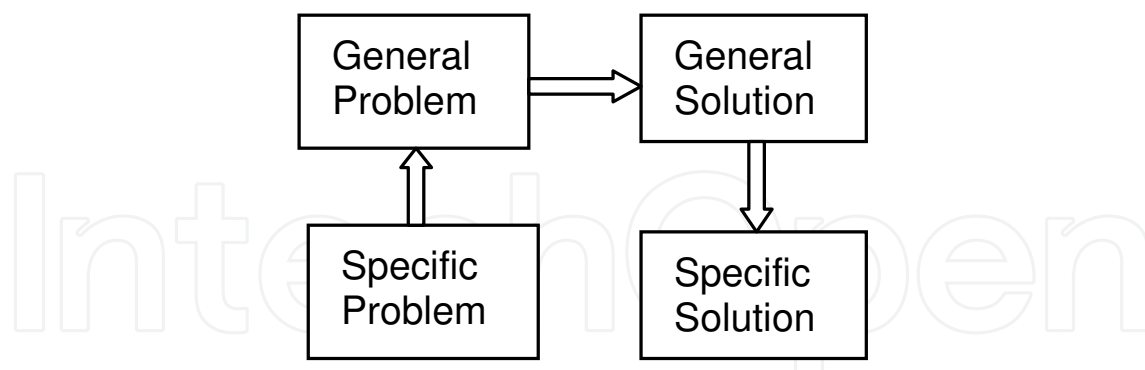 General
Problem
General
Solution
Specific
Problem
Specific
Solution
IntechOpen